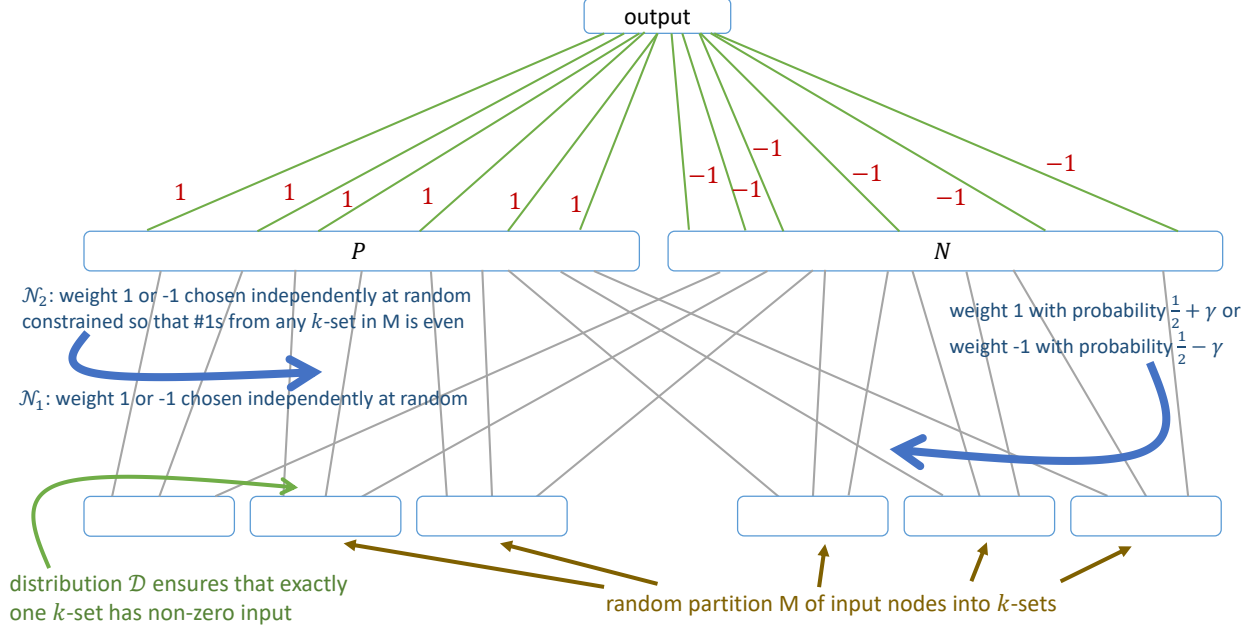 output
1
1
1
1
1
1
−1
−1
−1
−1
−1
−1
P
N
𝒩₂: weight 1 or -1 chosen independently at random
constrained so that #1s from any k-set in M is even
weight 1 with probability 1/2 + γ or
weight -1 with probability 1/2 − γ
𝒩₁: weight 1 or -1 chosen independently at random
distribution 𝒟 ensures that exactly
one k-set has non-zero input
random partition M of input nodes into k-sets